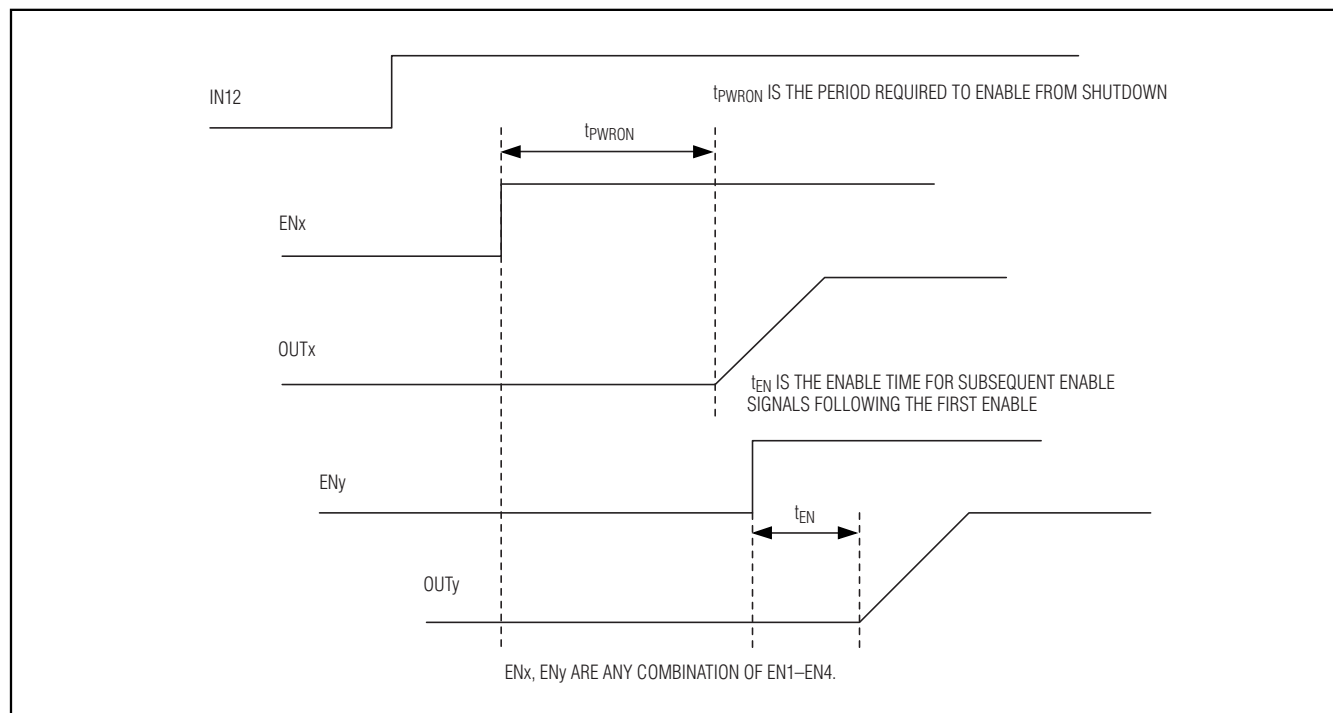 IN12
tPWRON IS THE PERIOD REQUIRED TO ENABLE FROM SHUTDOWN
tPWRON
ENx
OUTx
tEN IS THE ENABLE TIME FOR SUBSEQUENT ENABLE
SIGNALS FOLLOWING THE FIRST ENABLE
ENy
tEN
OUTy
ENx, ENy ARE ANY COMBINATION OF EN1–EN4.